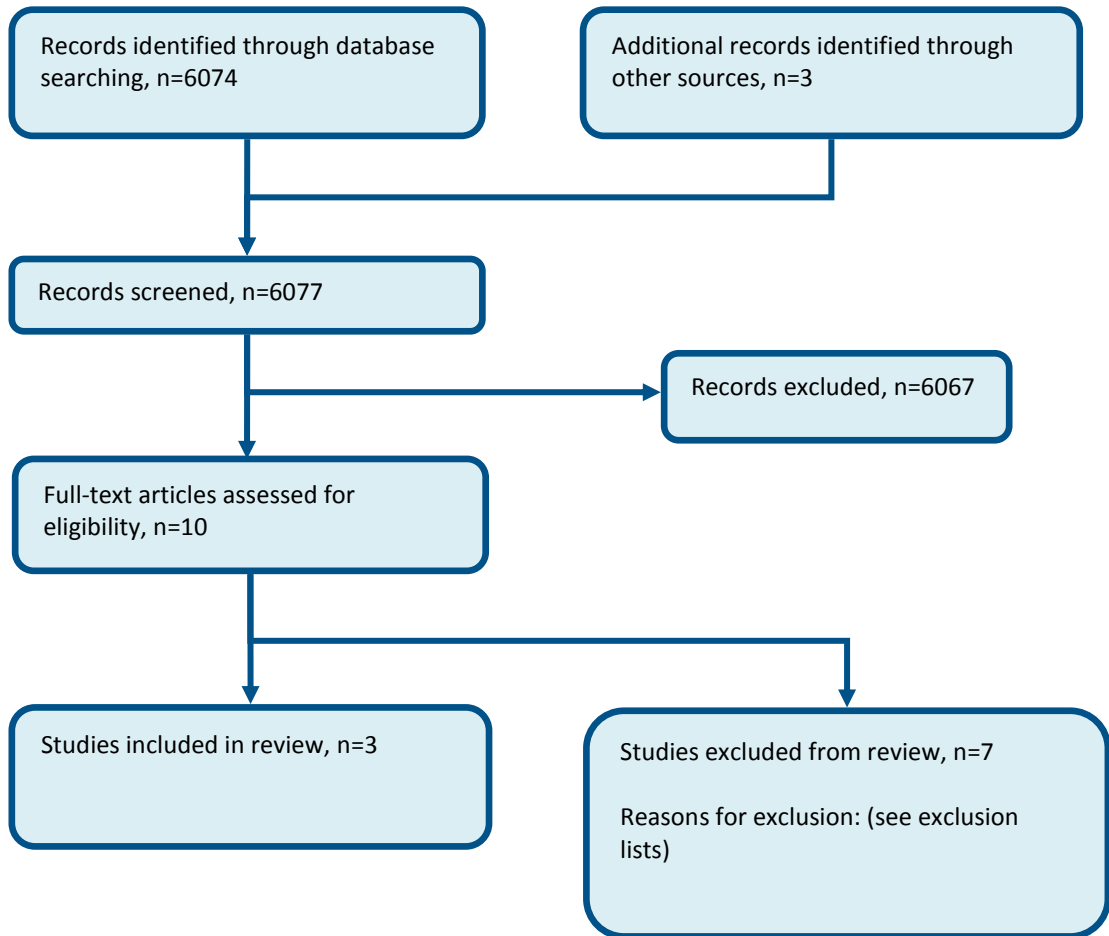 Records identified through database
searching, n=6074
Additional records identified through
other sources, n=3
Records screened, n=6077
Records excluded, n=6067
Full-text articles assessed for
eligibility, n=10
Studies included in review, n=3
Studies excluded from review, n=7
Reasons for exclusion: (see exclusion
lists)